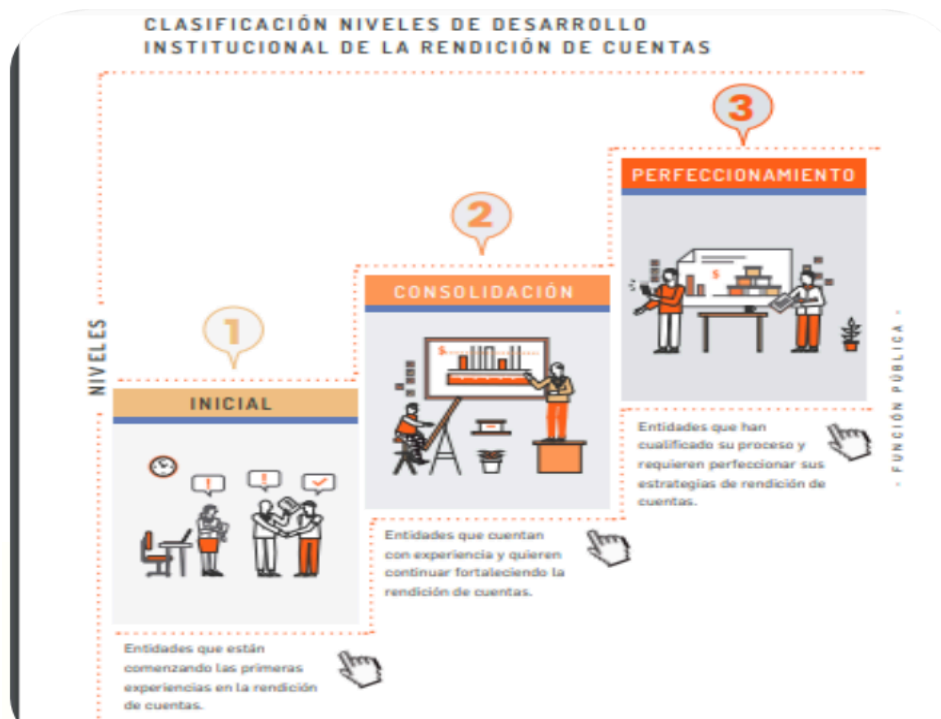 CLASIFICACIÓN NIVELES DE DESARROLLO
INSTITUCIONAL DE LA RENDICIÓN DE CUENTAS
NIVELES
1
INICIAL
Entidades que están
comenzando las primeras
experiencias en la rendición
de cuentas.
2
CONSOLIDACIÓN
$
Entidades que cuentan
con experiencia y quieren
continuar fortaleciendo la
rendición de cuentas.
3
PERFECCIONAMIENTO
$
Entidades que han
cualificado su proceso y
requieren perfeccionar sus
estrategias de rendición de
cuentas.
- FUNCIÓN PÚBLICA -